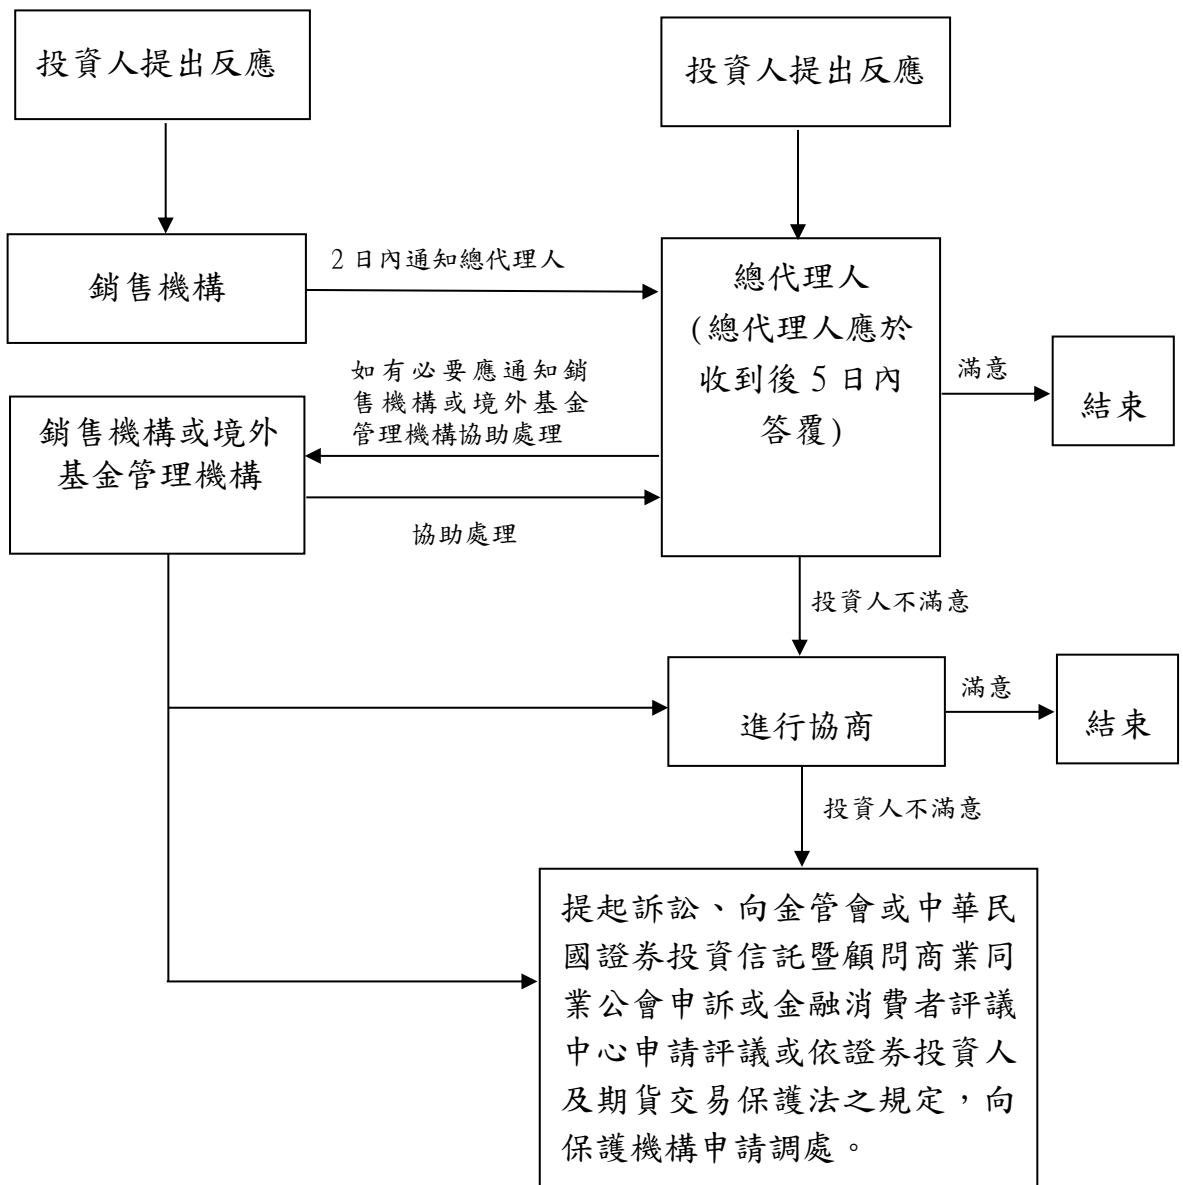 投資人提出反應
投資人提出反應
銷售機構
2日內通知總代理人
總代理人
(總代理人應於
收到後5日內
答覆)
滿意
結束
如有必要應通知銷
售機構或境外基金
管理機構協助處理
銷售機構或境外
基金管理機構
協助處理
投資人不滿意
進行協商
滿意
結束
投資人不滿意
提起訴訟、向金管會或中華民
國證券投資信託暨顧問商業同
業公會申訴或金融消費者評議
中心申請評議或依證券投資人
及期貨交易保護法之規定，向
保護機構申請調處。